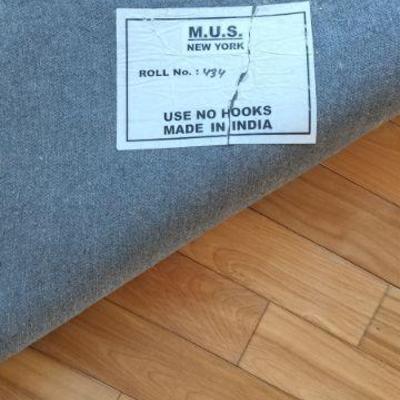 M.U.S.
NEW YORK
ROLL No. : 434
USE NO HOOKS
MADE IN INDIA